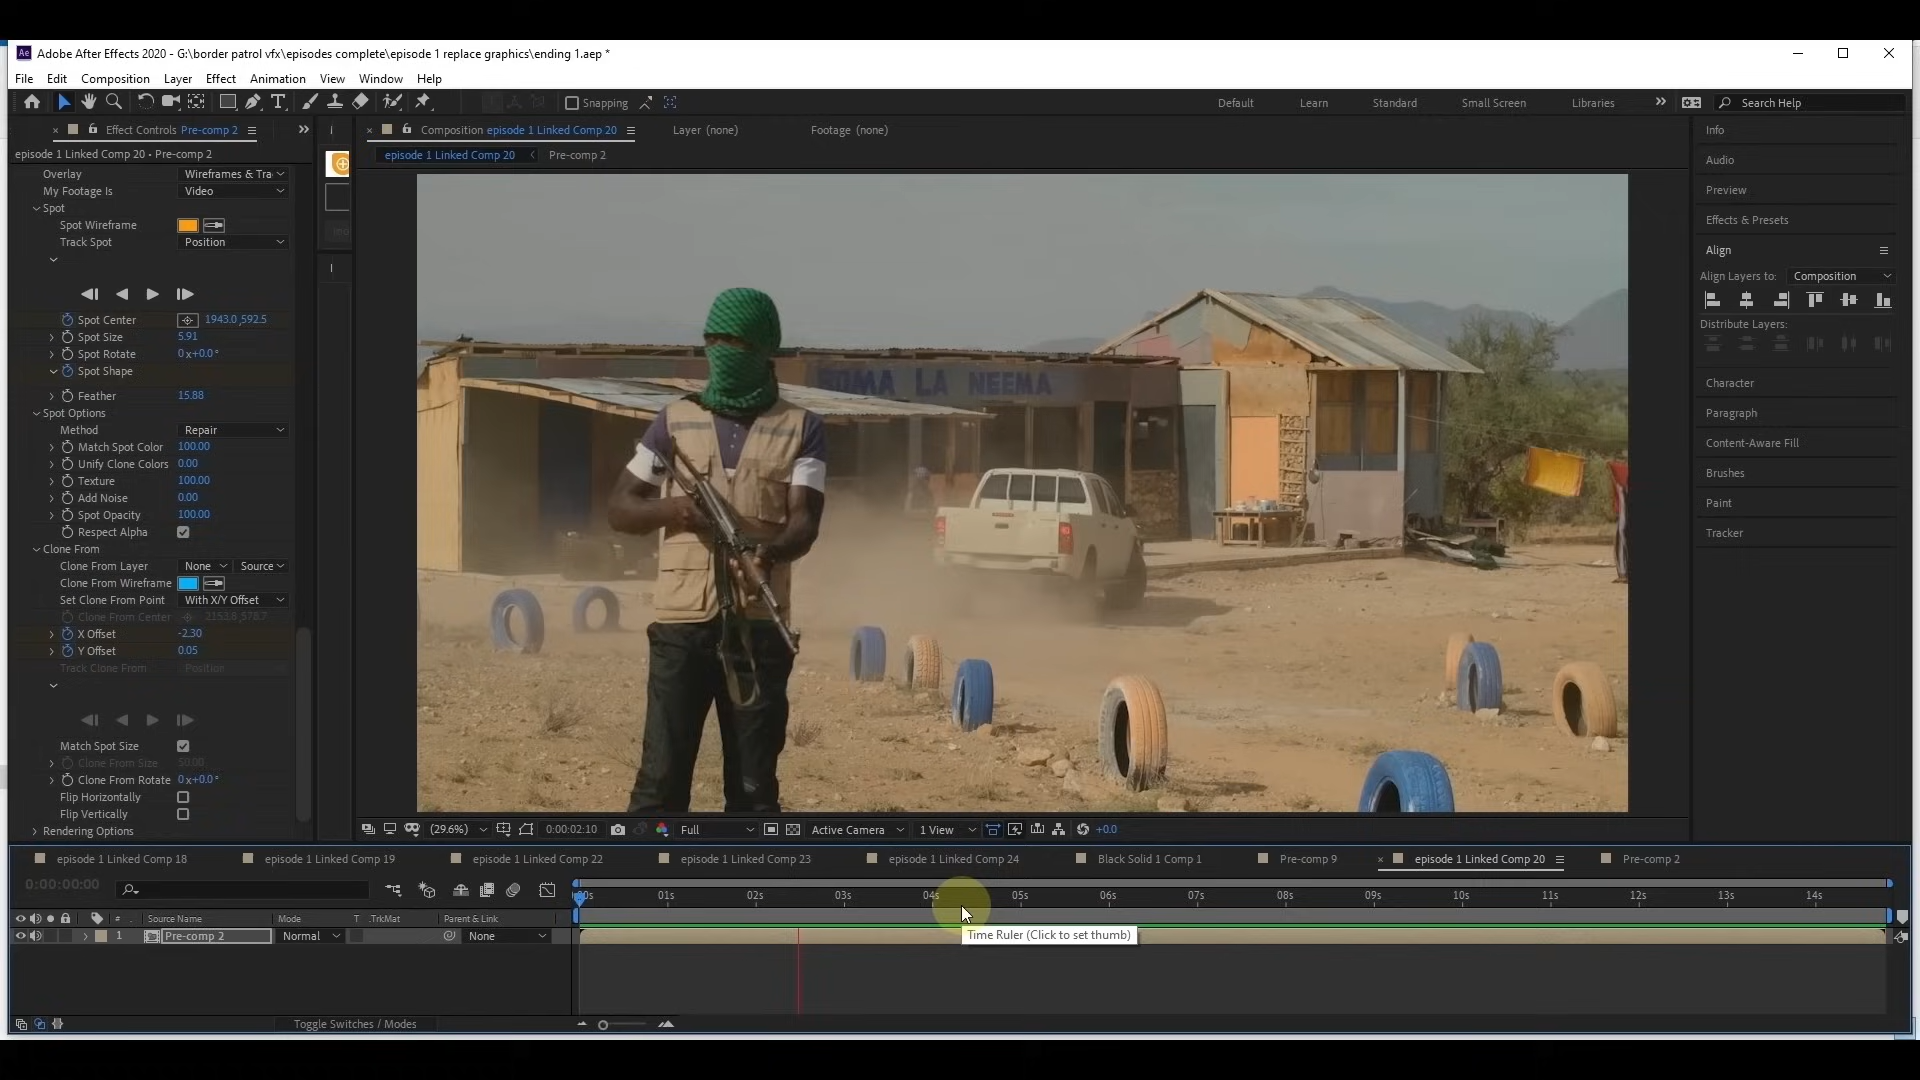 Ae Adobe After Effects 2020 - G:\border patrol vfx\episodes complete\episode 1 replace graphics\ending 1.aep *
File Edit Composition Layer Effect Animation View Window Help
Snapping
Default Learn Standard Small Screen Libraries Search Help
Effect Controls Pre-comp 2
Composition episode 1 Linked Comp 20 Layer (none) Footage (none)
episode 1 Linked Comp 20 • Pre-comp 2
episode 1 Linked Comp 20 Pre-comp 2
Overlay Wireframes & Tra
My Footage Is Video
Spot
Spot Wireframe
Track Spot Position
Spot Center 1943.0,592.5
Spot Size 5.91
Spot Rotate 0x+0.0°
Spot Shape
Feather 15.88
Spot Options
Method Repair
Match Spot Color 100.00
Unify Clone Colors 0.00
Texture 100.00
Add Noise 0.00
Spot Opacity 100.00
Respect Alpha
Clone From
Clone From Layer None Source
Clone From Wireframe
Set Clone From Point With X/Y Offset
Clone From Center 2153.8,578.7
X Offset -2.30
Y Offset 0.05
Track Clone From Position
Match Spot Size
Clone From Size 50.00
Clone From Rotate 0x+0.0°
Flip Horizontally
Flip Vertically
Rendering Options
LA NEEMA
Info
Audio
Preview
Effects & Presets
Align
Align Layers to: Composition
Distribute Layers:
Character
Paragraph
Content-Aware Fill
Brushes
Paint
Tracker
(29.6%) 0:00:02:10 Full Active Camera 1 View +0.0
episode 1 Linked Comp 18 episode 1 Linked Comp 19 episode 1 Linked Comp 22 episode 1 Linked Comp 23 episode 1 Linked Comp 24 Black Solid 1 Comp 1 Pre-comp 9 episode 1 Linked Comp 20 Pre-comp 2
0:00:00:00
00s 01s 02s 03s 04s 05s 06s 07s 08s 09s 10s 11s 12s 13s 14s
# Source Name Mode T .TrkMat Parent & Link
1 Pre-comp 2 Normal None
Time Ruler (Click to set thumb)
Toggle Switches / Modes